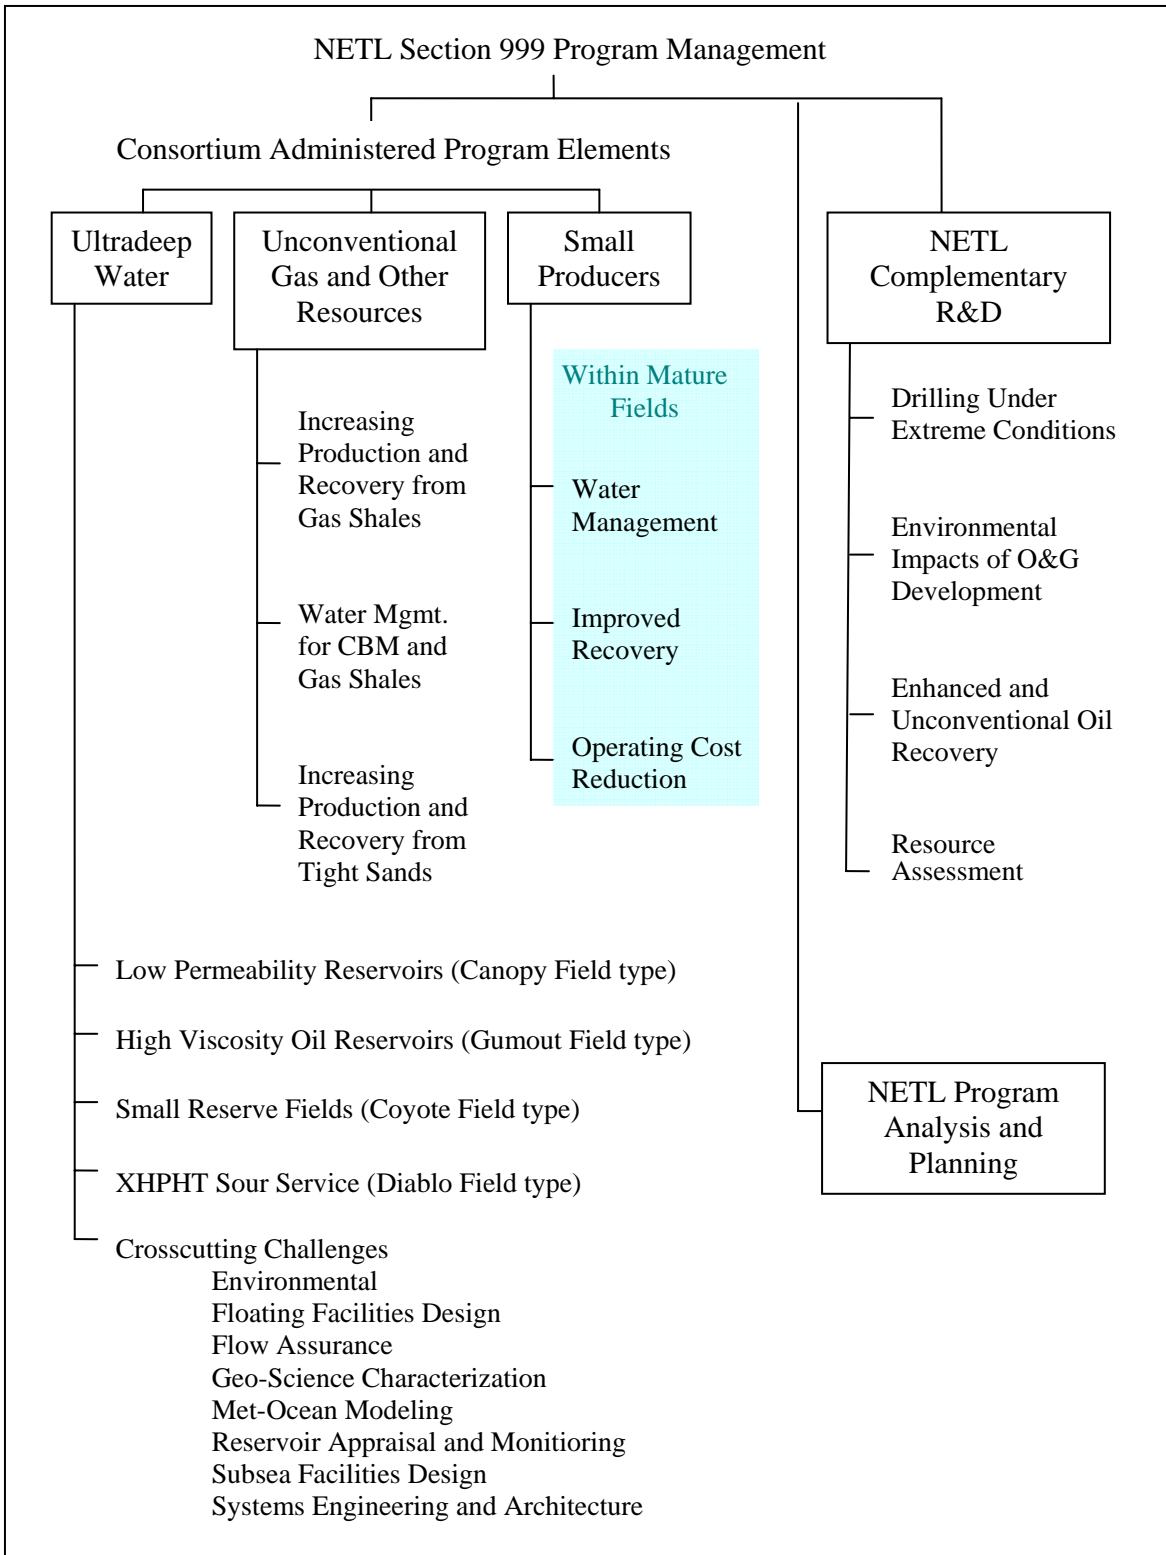 NETL Section 999 Program Management
Consortium Administered Program Elements
Ultradeep
Water
Unconventional
Gas and Other
Resources
Small
Producers
NETL
Complementary
R&D
Increasing
Production and
Recovery from
Gas Shales
Water Mgmt.
for CBM and
Gas Shales
Increasing
Production and
Recovery from
Tight Sands
Within Mature
Fields
Water
Management
Improved
Recovery
Operating Cost
Reduction
Drilling Under
Extreme Conditions
Environmental
Impacts of O&G
Development
Enhanced and
Unconventional Oil
Recovery
Resource
Assessment
Low Permeability Reservoirs (Canopy Field type)
High Viscosity Oil Reservoirs (Gumout Field type)
Small Reserve Fields (Coyote Field type)
XHPHT Sour Service (Diablo Field type)
Crosscutting Challenges
Environmental
Floating Facilities Design
Flow Assurance
Geo-Science Characterization
Met-Ocean Modeling
Reservoir Appraisal and Monitioring
Subsea Facilities Design
Systems Engineering and Architecture
NETL Program
Analysis and
Planning